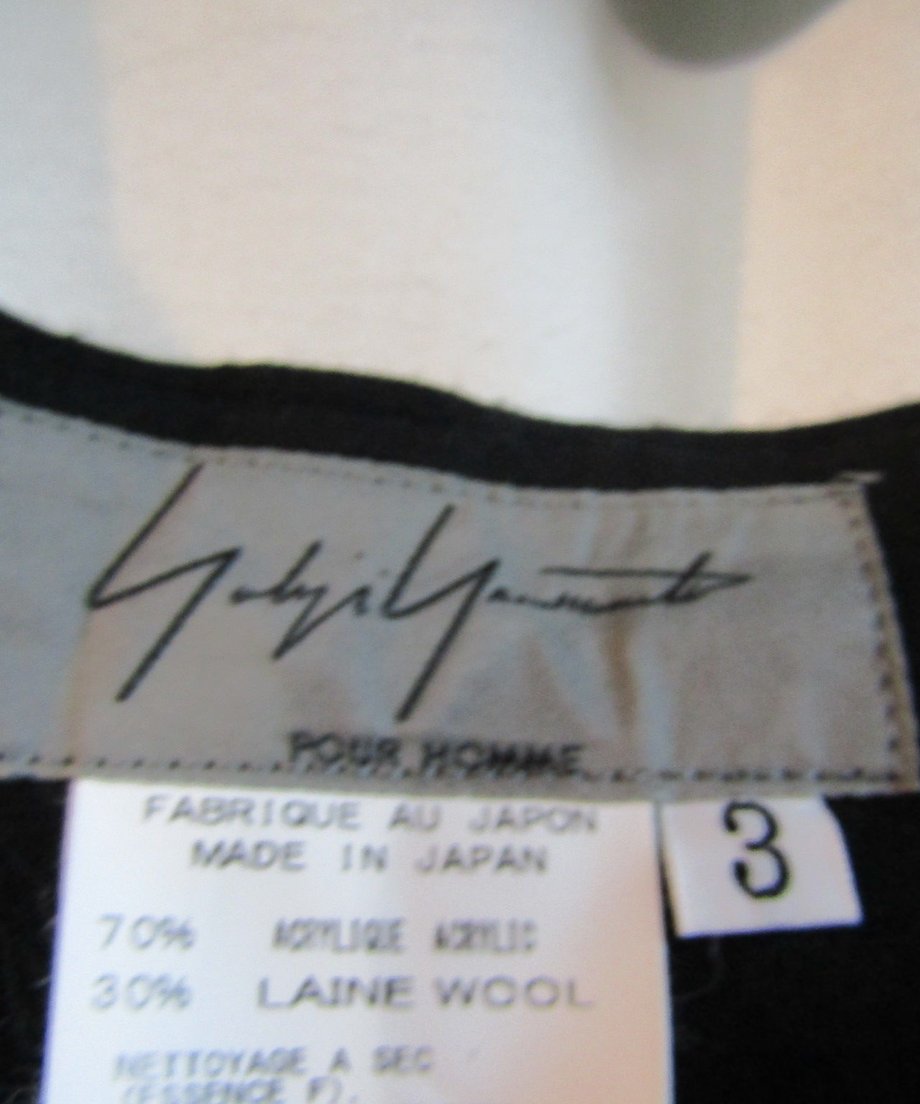 Yohji Yamamoto
POUR HOMME
3
FABRIQUE AU JAPON
MADE IN JAPAN
70% ACRYLIQUE ACRYLIC
30% LAINE WOOL
NETTOYAGE A SEC
(ESSENCE F).